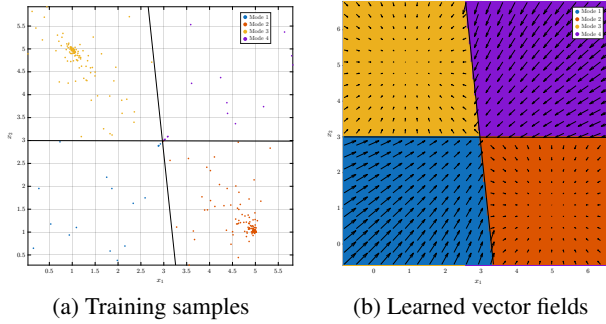 5.5
5
4.5
4
3.5
3
2.5
2
1.5
1
0.5
x₂
0.5 1 1.5 2 2.5 3 3.5 4 4.5 5 5.5
x₁
Mode 1
Mode 2
Mode 3
Mode 4
(a) Training samples
6
5
4
3
2
1
0
x₂
0 1 2 3 4 5 6
x₁
Mode 1
Mode 2
Mode 3
Mode 4
(b) Learned vector fields